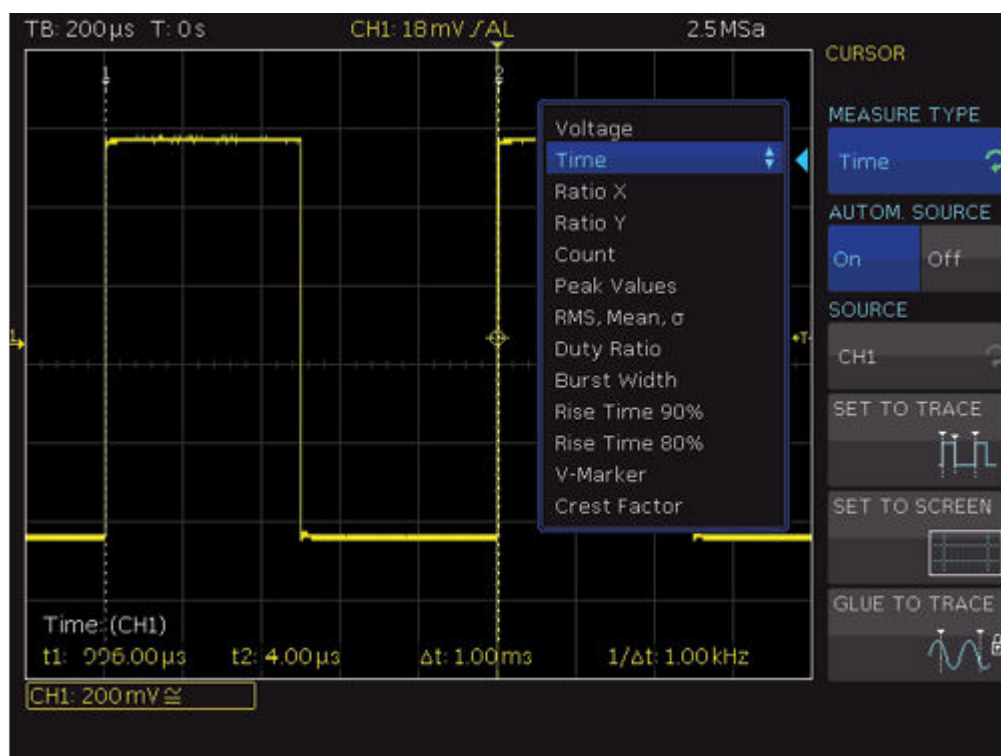 TB: 200µs T: 0s CH1: 18mV / AL 2.5MSa
CURSOR
1 2
MEASURE TYPE
Time
AUTOM. SOURCE
On Off
SOURCE
CH1
SET TO TRACE
SET TO SCREEN
GLUE TO TRACE
Voltage
Time
Ratio X
Ratio Y
Count
Peak Values
RMS, Mean, σ
Duty Ratio
Burst Width
Rise Time 90%
Rise Time 80%
V-Marker
Crest Factor
1
T
Time: (CH1)
t1: 996.00µs t2: 4.00µs Δt: 1.00ms 1/Δt: 1.00kHz
CH1: 200mV ≅